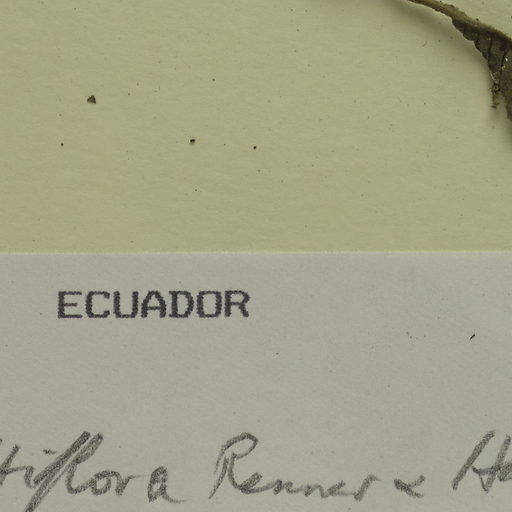 ECUADOR
tiflora Renner & Ha